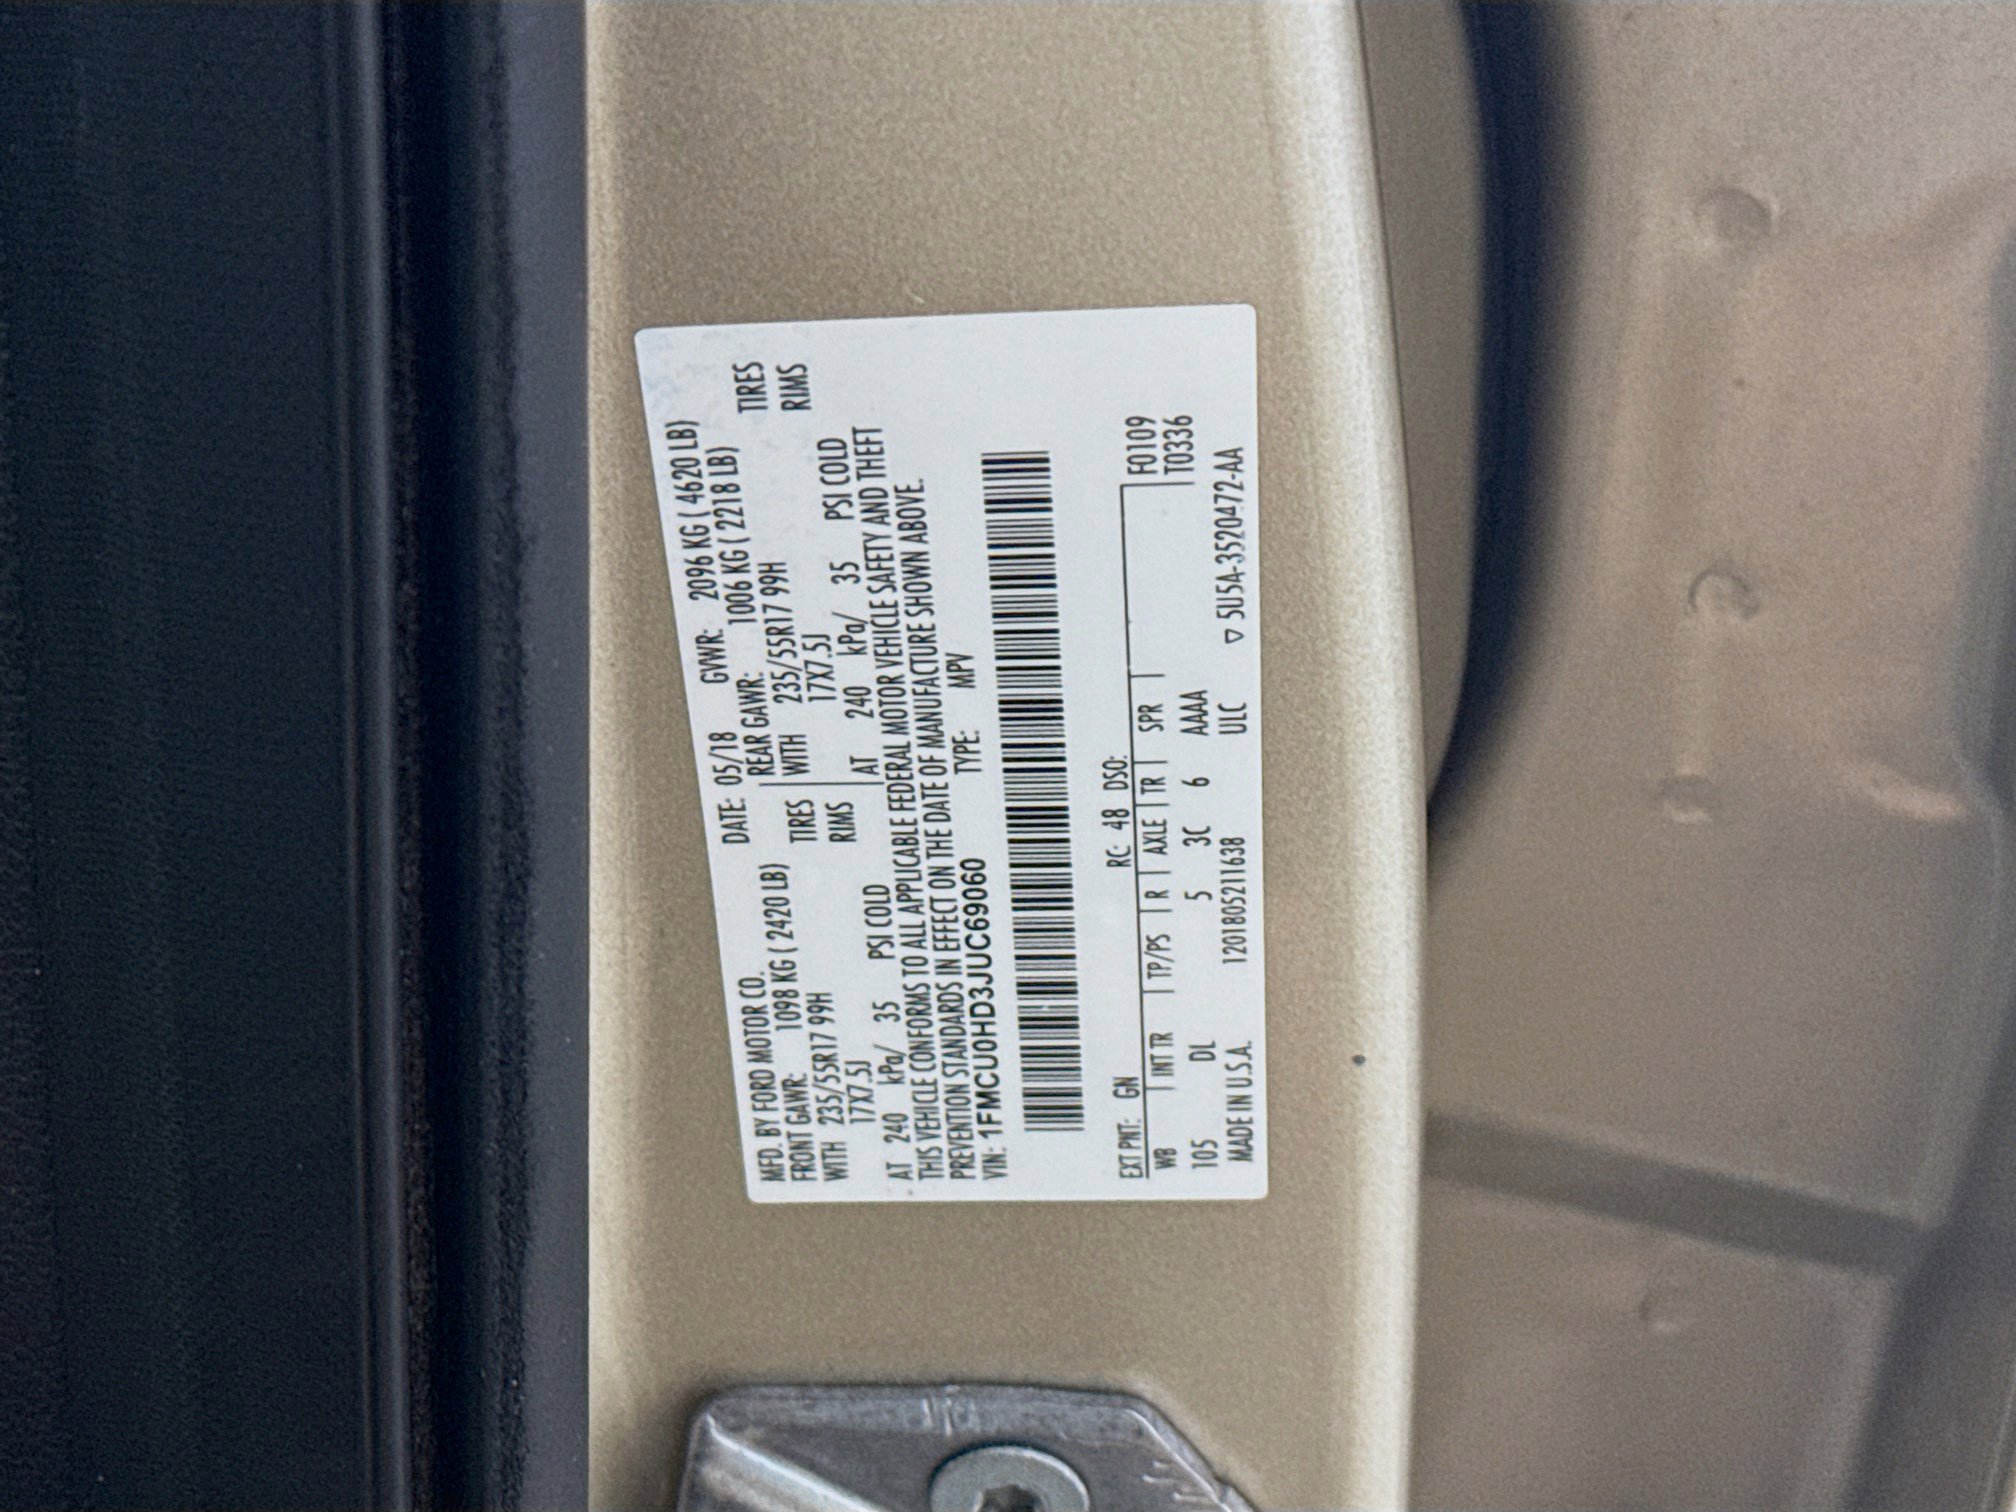 MFD. BY FORD MOTOR CO. DATE: 05/18 GVWR: 2096 KG ( 4620 LB)
FRONT GAWR: 1098 KG ( 2420 LB) REAR GAWR: 1006 KG ( 2218 LB)
WITH 235/55R17 99H TIRES WITH 235/55R17 99H TIRES
17X7.5J RIMS 17X7.5J RIMS
AT 240 kPa/ 35 PSI COLD AT 240 kPa/ 35 PSI COLD
THIS VEHICLE CONFORMS TO ALL APPLICABLE FEDERAL MOTOR VEHICLE SAFETY AND THEFT
PREVENTION STANDARDS IN EFFECT ON THE DATE OF MANUFACTURE SHOWN ABOVE.
VIN: 1FMCU0HD3JUC69060 TYPE: MPV
EXT PNT: GN RC: 48 DSO: F0109
WB INT TR TP/PS R AXLE TR SPR T0336
105 DL 5 3C 6 AAAA
MADE IN U.S.A. 120180521638 ULC ▽ 5U5A-3520472-AA